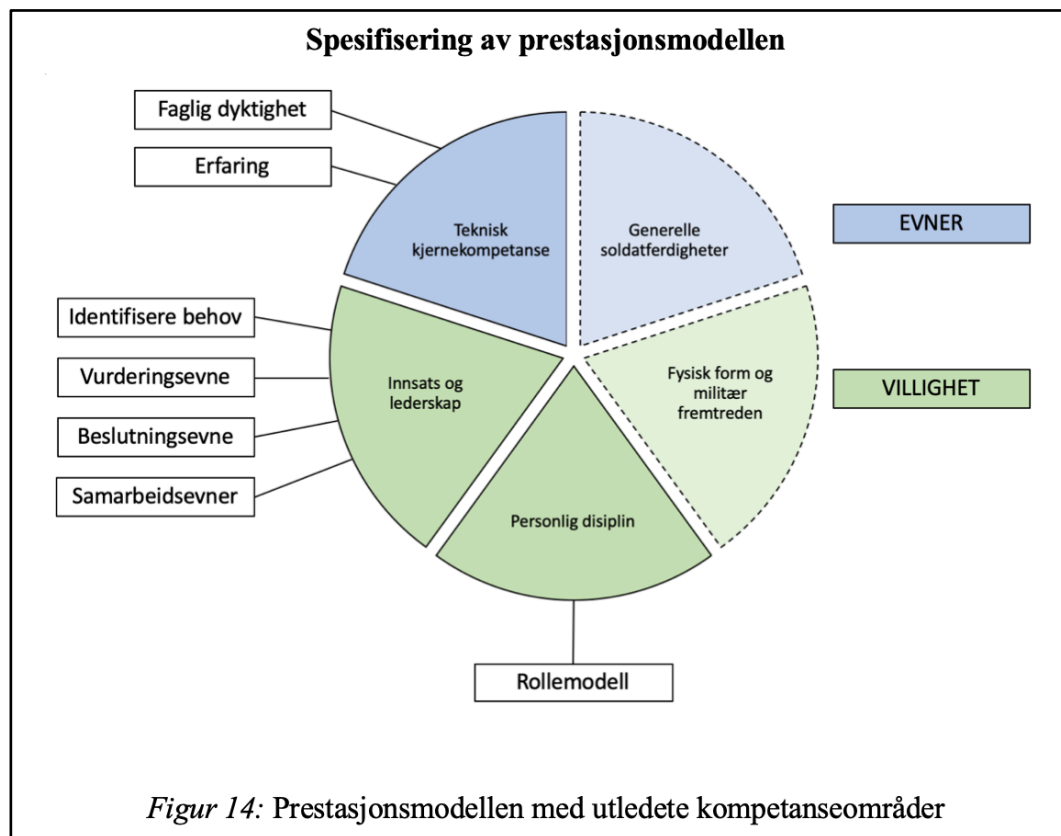 Spesifisering av prestasjonsmodellen
Faglig dyktighet
Erfaring
Teknisk
kjernekompetanse
Generelle
soldatferdigheter
EVNER
Identifisere behov
Vurderingsevne
Beslutningsevne
Samarbeidsevner
Innsats og
lederskap
Fysisk form og
militær
fremtreden
VILLIGHET
Personlig disiplin
Rollemodell
Figur 14: Prestasjonsmodellen med utledete kompetanseområder